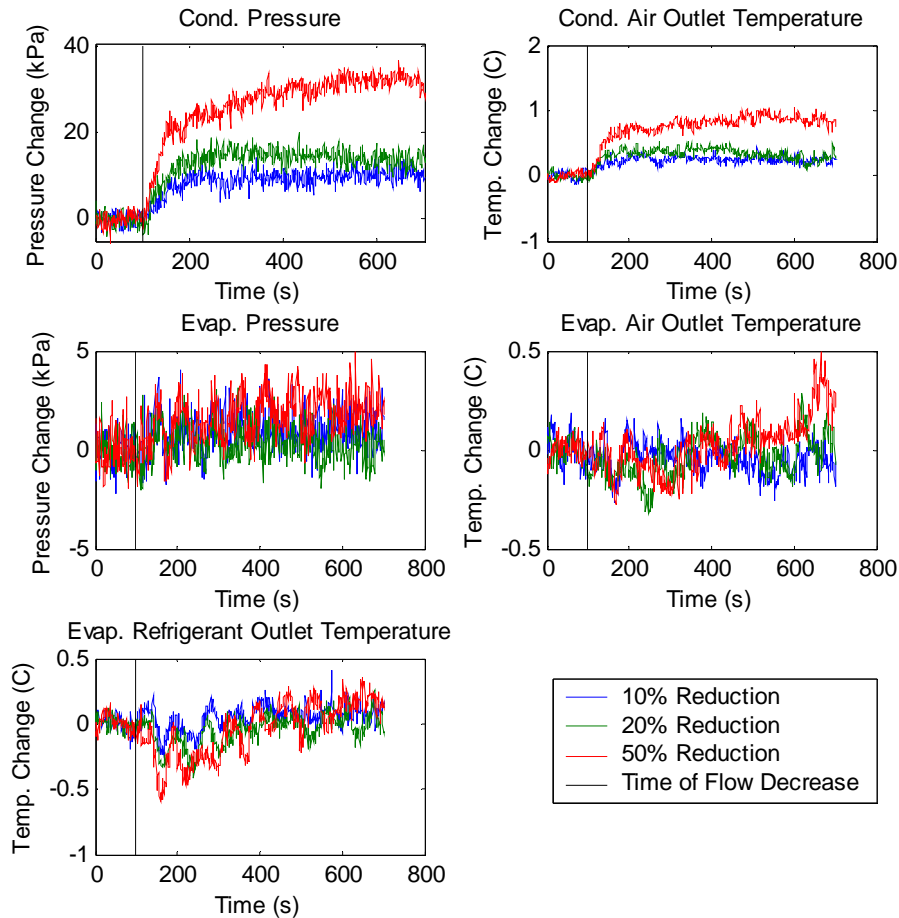 Cond. Pressure
Pressure Change (kPa)
40
20
0
0 200 400 600
Time (s)
Cond. Air Outlet Temperature
Temp. Change (C)
2
1
0
-1
0 200 400 600 800
Time (s)
Evap. Pressure
Pressure Change (kPa)
5
0
-5
0 200 400 600 800
Time (s)
Evap. Air Outlet Temperature
Temp. Change (C)
0.5
0
-0.5
0 200 400 600 800
Time (s)
Evap. Refrigerant Outlet Temperature
Temp. Change (C)
0.5
0
-0.5
-1
0 200 400 600 800
Time (s)
10% Reduction
20% Reduction
50% Reduction
Time of Flow Decrease